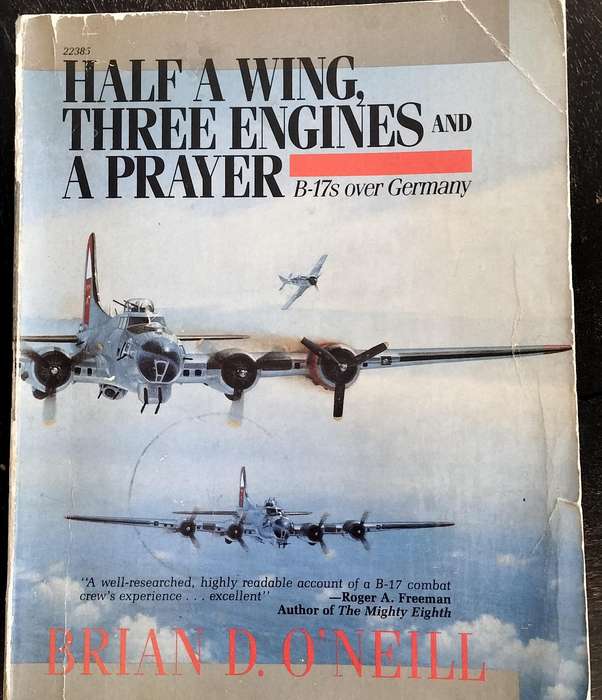 22385
HALF A WING,
THREE ENGINES AND
A PRAYER
B-17s over Germany
"A well-researched, highly readable account of a B-17 combat
crew's experience . . . excellent"
—Roger A. Freeman
Author of The Mighty Eighth
BRIAN D. O'NEILL